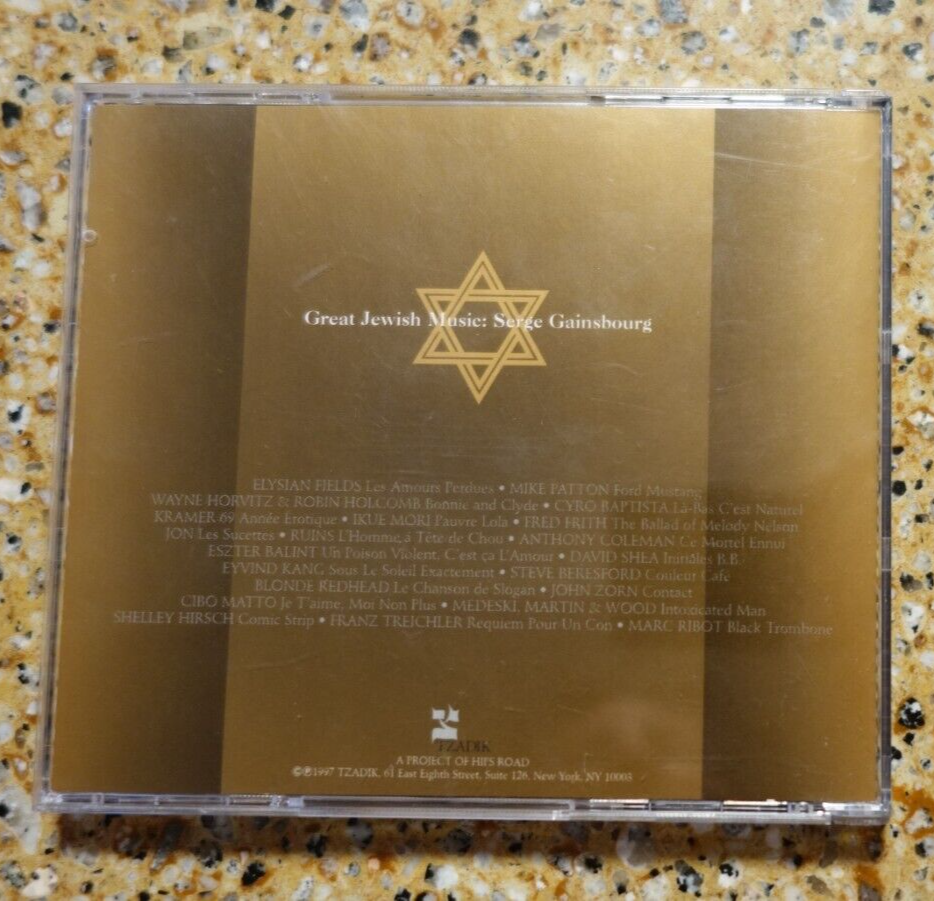 Great Jewish Music: Serge Gainsbourg
ELYSIAN FIELDS Les Amours Perdues • MIKE PATTON Ford Mustang
WAYNE HORVITZ & ROBIN HOLCOMB Bonnie and Clyde • CYRO BAPTISTA Là-Bas C'est Naturel
KRAMER 69 Année Érotique • IKUE MORI Pauvre Lola • FRED FRITH The Ballad of Melody Nelson
JON Les Sucettes • RUINS L'Homme à Tête de Chou • ANTHONY COLEMAN Ce Mortel Ennui
ESZTER BALINT Un Poison Violent, C'est ça L'Amour • DAVID SHEA Initials B.B.
EYVIND KANG Sous Le Soleil Exactement • STEVE BERESFORD Couleur Café
BLONDE REDHEAD Le Chanson de Slogan • JOHN ZORN Contact
CIBO MATTO Je T'aime, Moi Non Plus • MEDESKI, MARTIN & WOOD Intoxicated Man
SHELLEY HIRSCH Comic Strip • FRANZ TREICHLER Requiem Pour Un Con • MARC RIBOT Black Trombone
TZADIK
A PROJECT OF HIPS ROAD
©℗1997 TZADIK, 61 East Eighth Street, Suite 126, New York, NY 10003